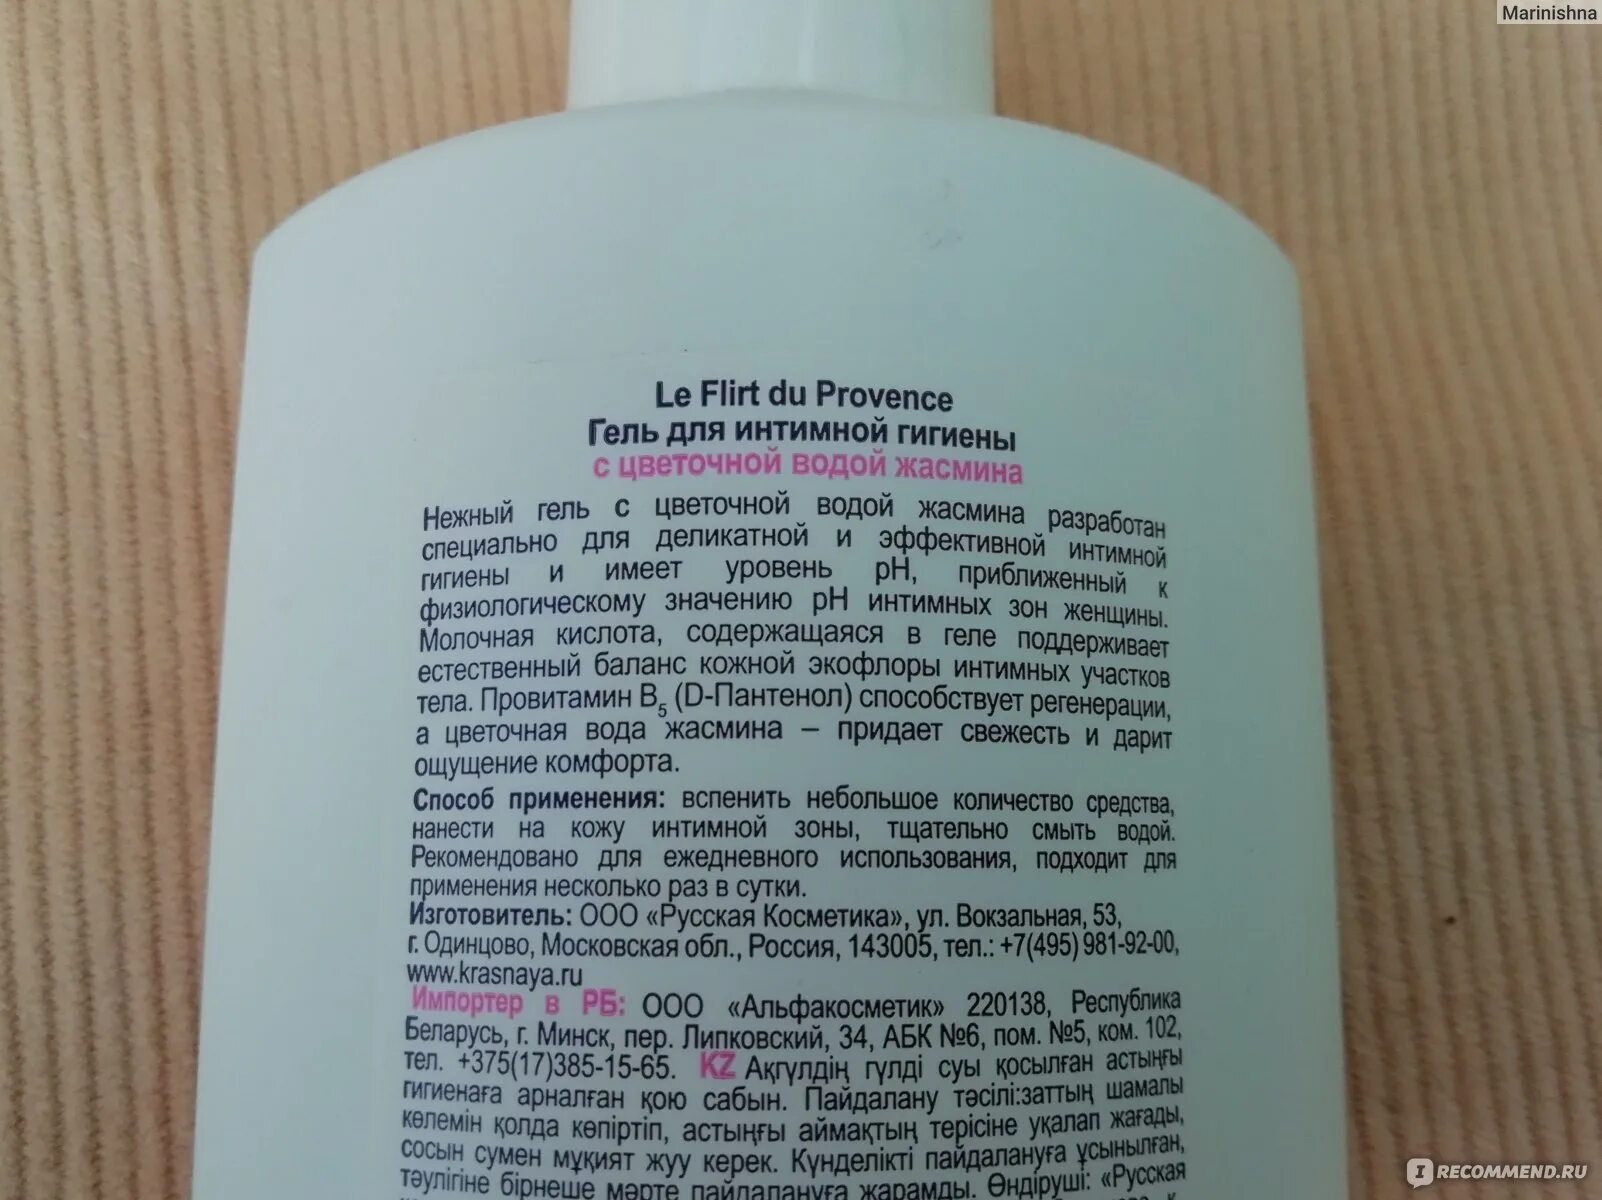 Marinishna
Le Flirt du Provence
Гель для интимной гигиены
с цветочной водой жасмина
Нежный гель с цветочной водой жасмина разработан
специально для деликатной и эффективной интимной
гигиены и имеет уровень pH, приближенный к
физиологическому значению pH интимных зон женщины.
Молочная кислота, содержащаяся в геле поддерживает
естественный баланс кожной экофлоры интимных участков
тела. Провитамин B5 (D-Пантенол) способствует регенерации,
а цветочная вода жасмина – придает свежесть и дарит
ощущение комфорта.
Способ применения: вспенить небольшое количество средства,
нанести на кожу интимной зоны, тщательно смыть водой.
Рекомендовано для ежедневного использования, подходит для
применения несколько раз в сутки.
Изготовитель: ООО «Русская Косметика», ул. Вокзальная, 53,
г. Одинцово, Московская обл., Россия, 143005, тел.: +7(495) 981-92-00,
www.krasnaya.ru
Импортер в РБ: ООО «Альфакосметик» 220138, Республика
Беларусь, г. Минск, пер. Липковский, 34, АБК №6, пом. №5, ком. 102,
тел. +375(17)385-15-65. KZ Ақгүлдің гүлді суы қосылған астыңғы
гигиенаға арналған қою сабын. Пайдалану тәсілі:заттың шамалы
көлемін қолда көпіртіп, астыңғы аймақтың терісіне уқалап жағады,
сосын сумен мұқият жуу керек. Күнделікті пайдалануға ұсынылған,
тәулігіне бірнеше мәрте пайдалануға жарамды. Өндіруші: «Русская
IRECOMMEND.RU